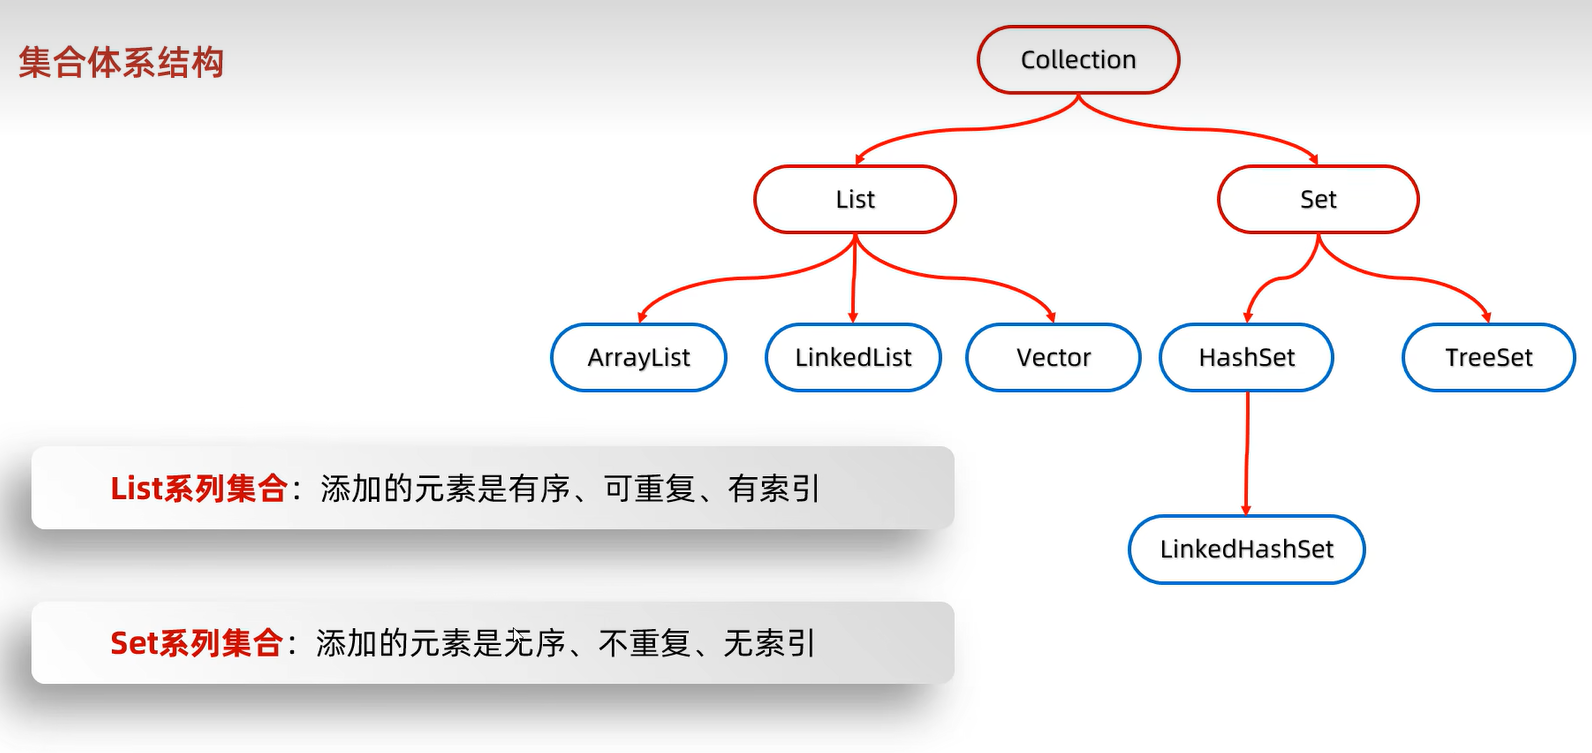 集合体系结构
Collection
List
Set
ArrayList
LinkedList
Vector
HashSet
TreeSet
List系列集合：添加的元素是有序、可重复、有索引
LinkedHashSet
Set系列集合：添加的元素是无序、不重复、无索引